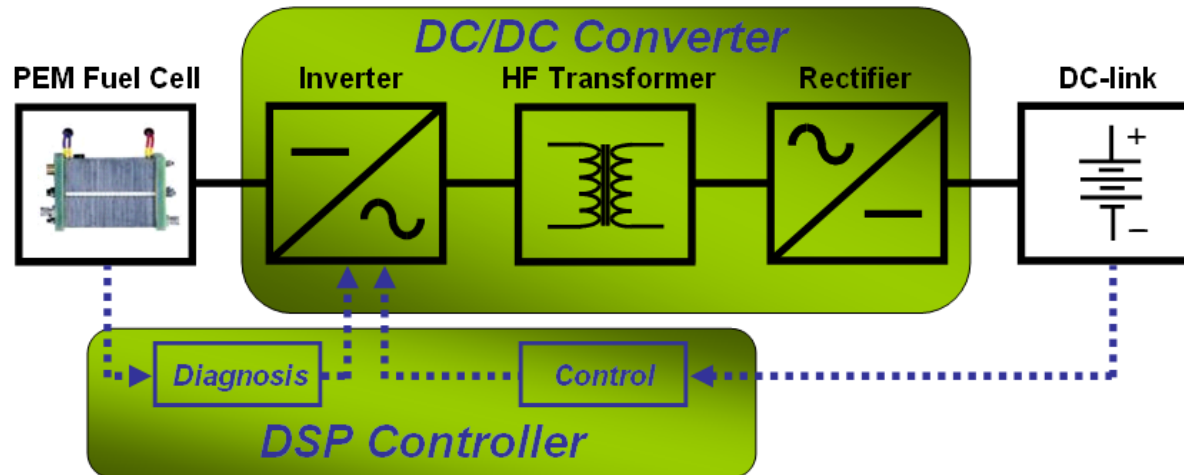 DC/DC Converter
PEM Fuel Cell
Inverter
HF Transformer
Rectifier
DC-link
+
−
Diagnosis
Control
DSP Controller